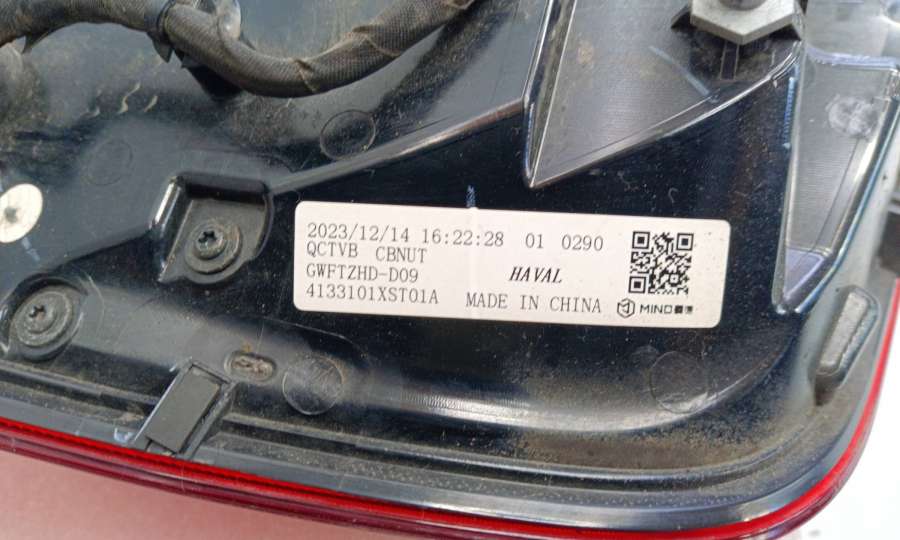 2023/12/14 16:22:28 01 0290
QCTVB CBNUT
GWFTZHD-D09 HAVAL
4133101XST01A MADE IN CHINA MIND